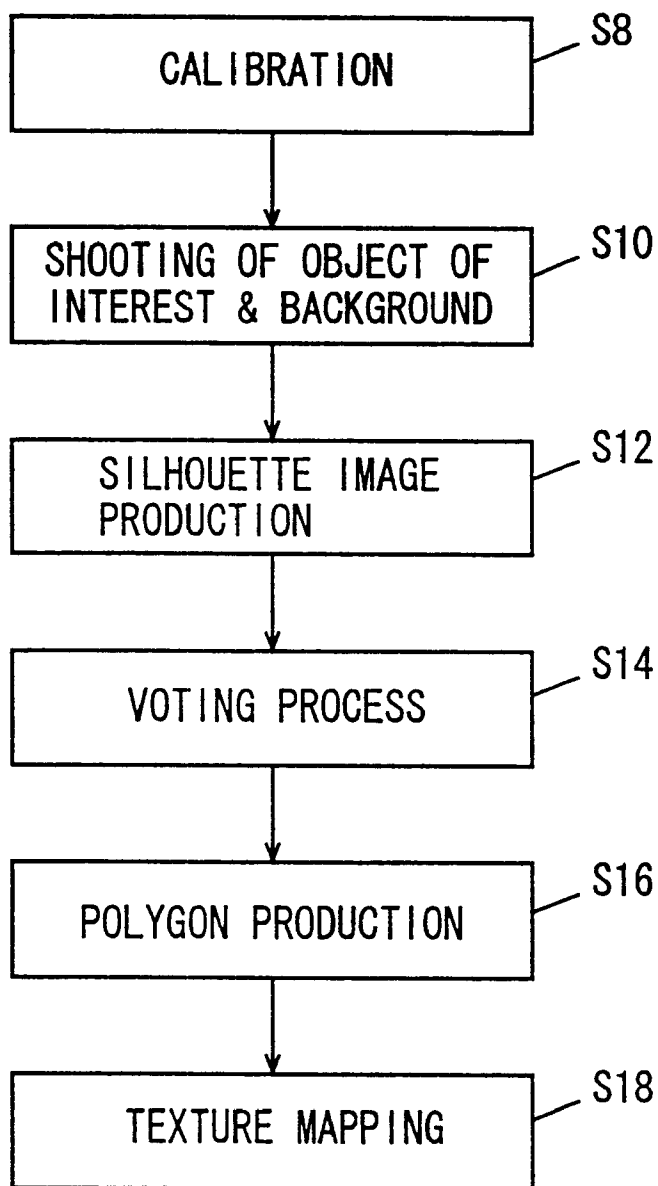 S8
CALIBRATION
S10
SHOOTING OF OBJECT OF
INTEREST & BACKGROUND
S12
SILHOUETTE IMAGE
PRODUCTION
S14
VOTING PROCESS
S16
POLYGON PRODUCTION
S18
TEXTURE MAPPING